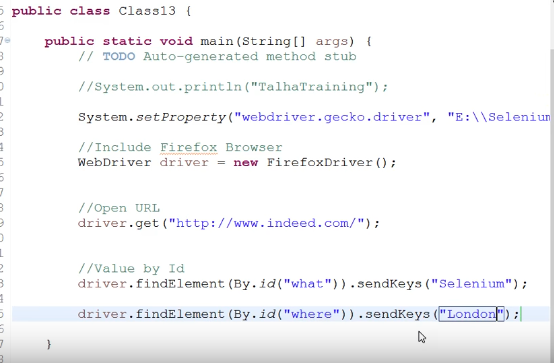 public class Class13 {
public static void main(String[] args) {
// TODO Auto-generated method stub
//System.out.println("TalhaTraining");
System.setProperty("webdriver.gecko.driver", "E:\\Selenium
//Include Firefox Browser
WebDriver driver = new FirefoxDriver();
//Open URL
driver.get("http://www.indeed.com/");
//Value by Id
driver.findElement(By.id("what")).sendKeys("Selenium");
driver.findElement(By.id("where")).sendKeys("London");
}